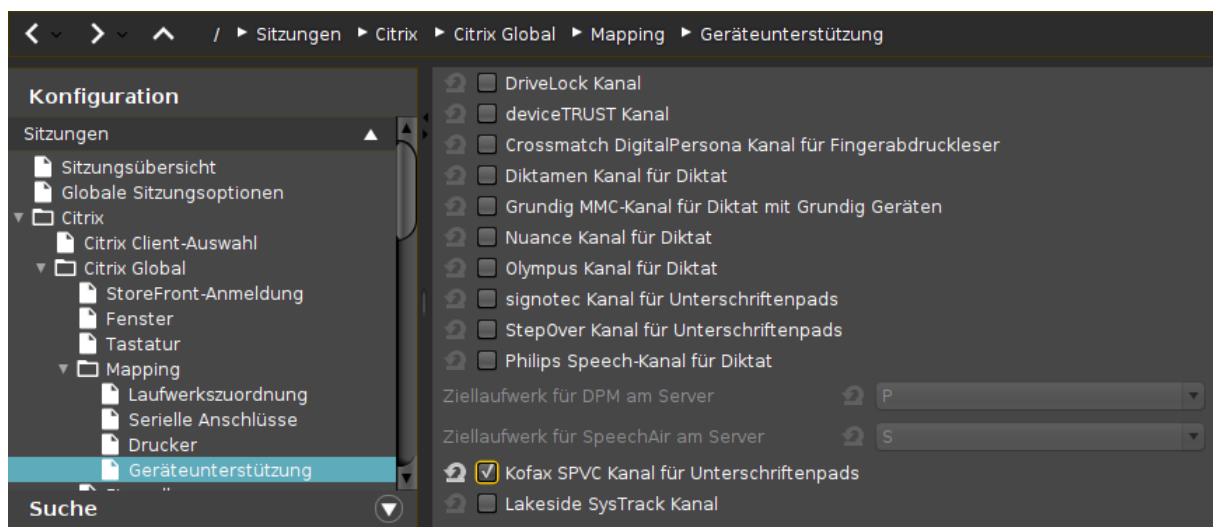 / ▸ Sitzungen ▸ Citrix ▸ Citrix Global ▸ Mapping ▸ Geräteunterstützung
Konfiguration
Sitzungen
Sitzungsübersicht
Globale Sitzungsoptionen
Citrix
Citrix Client-Auswahl
Citrix Global
StoreFront-Anmeldung
Fenster
Tastatur
Mapping
Laufwerkszuordnung
Serielle Anschlüsse
Drucker
Geräteunterstützung
Suche
DriveLock Kanal
deviceTRUST Kanal
Crossmatch DigitalPersona Kanal für Fingerabdruckleser
Diktamen Kanal für Diktat
Grundig MMC-Kanal für Diktat mit Grundig Geräten
Nuance Kanal für Diktat
Olympus Kanal für Diktat
signotec Kanal für Unterschriftenpads
StepOver Kanal für Unterschriftenpads
Philips Speech-Kanal für Diktat
Ziellaufwerk für DPM am Server P
Ziellaufwerk für SpeechAir am Server S
Kofax SPVC Kanal für Unterschriftenpads
Lakeside SysTrack Kanal